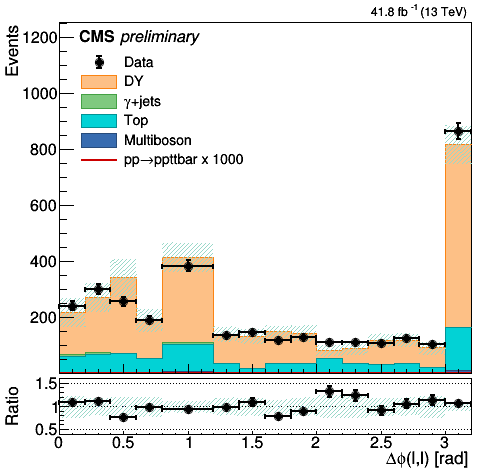 41.8 fb⁻¹ (13 TeV)
CMS preliminary
Data
DY
γ+jets
Top
Multiboson
pp→ppttbar x 1000
Events
1200
1000
800
600
400
200
Ratio
1.5
1
0.5
0 0.5 1 1.5 2 2.5 3
Δϕ(l,l) [rad]